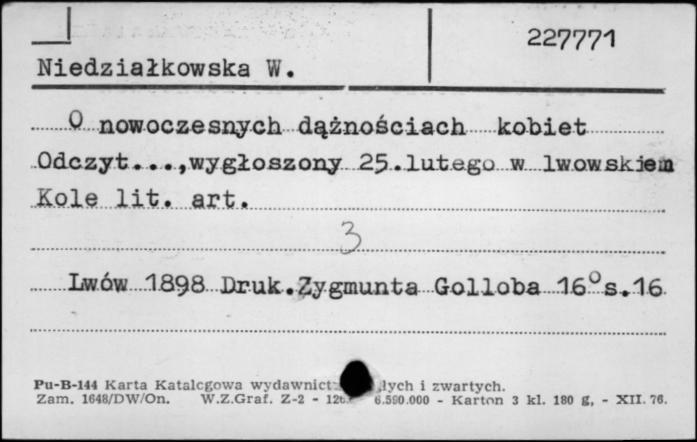 227771
Niedziałkowska W.
O nowoczesnych dążnościach kobiet
Odczyt...,wygłoszony 25.lutego w lwowskiem
Kole lit. art.
3
Lwów 1898 Druk.Zygmunta Golloba 16° s.16
Pu-B-144 Karta Katalogowa wydawnict łych i zwartych.
Zam. 1648/DW/On. W.Z.Graf. Z-2 - 6.590.000 - Karton 3 kl. 180 g, - XII. 76.